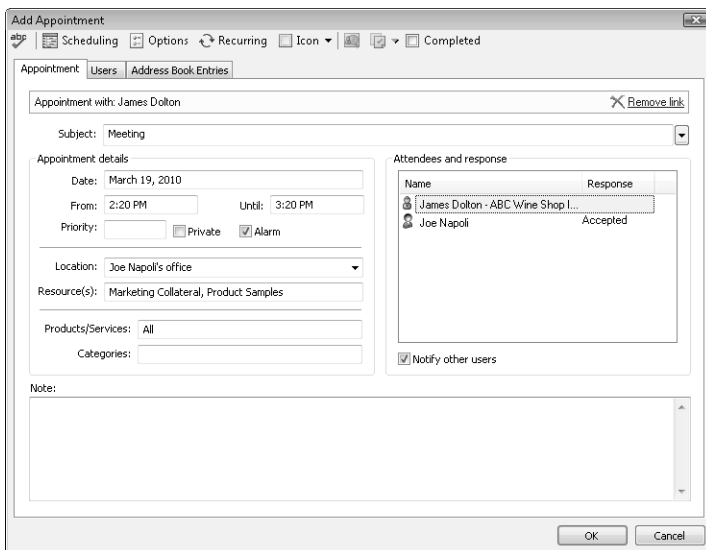 Add Appointment
abc Scheduling Options Recurring Icon Completed
Appointment Users Address Book Entries
Appointment with: James Dolton Remove link
Subject: Meeting
Appointment details
Date: March 19, 2010
From: 2:20 PM Until: 3:20 PM
Priority: Private Alarm
Location: Joe Napoli's office
Resource(s): Marketing Collateral, Product Samples
Products/Services: All
Categories:
Attendees and response
Name Response
James Dolton - ABC Wine Shop I...
Joe Napoli Accepted
Notify other users
Note:
OK Cancel